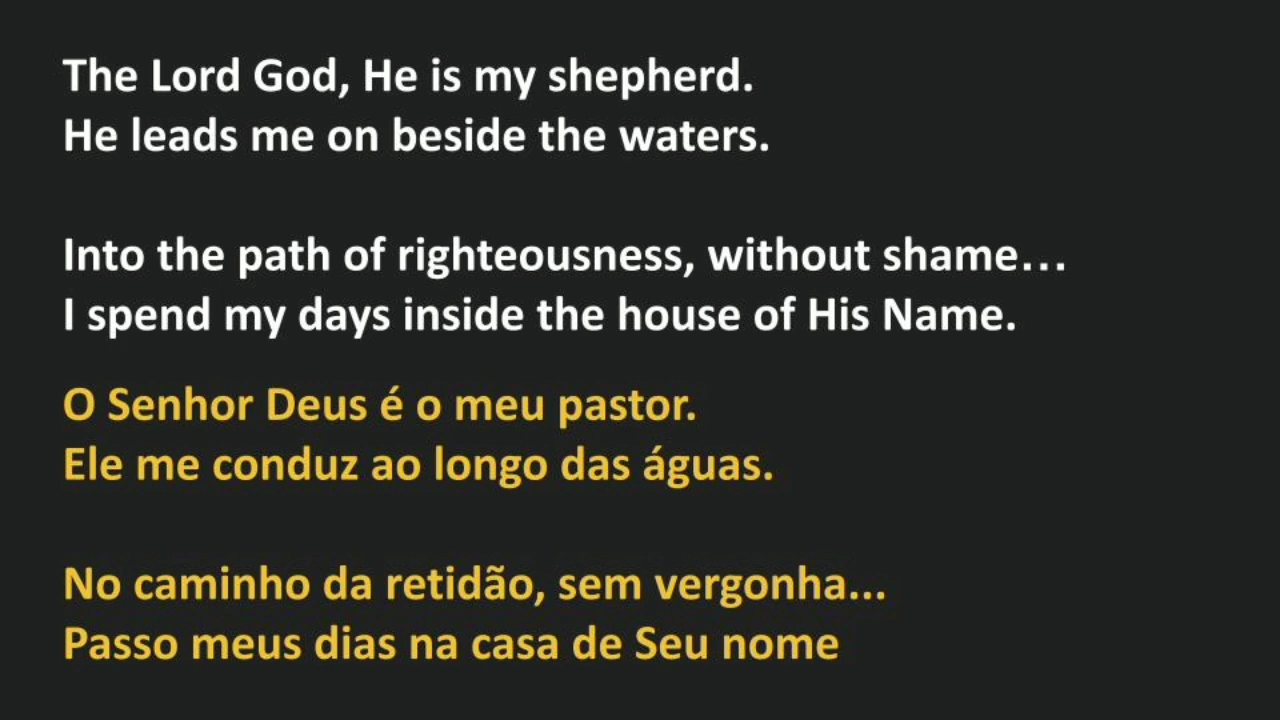 The Lord God, He is my shepherd.
He leads me on beside the waters.
Into the path of righteousness, without shame…
I spend my days inside the house of His Name.
O Senhor Deus é o meu pastor.
Ele me conduz ao longo das águas.
No caminho da retidão, sem vergonha...
Passo meus dias na casa de Seu nome